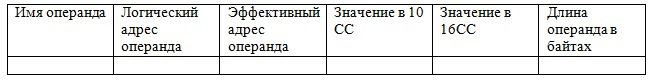 Имя операнда
Логический
адрес
операнда
Эффективный
адрес
операнда
Значение в 10
СС
Значение в
16СС
Длина
операнда в
байтах